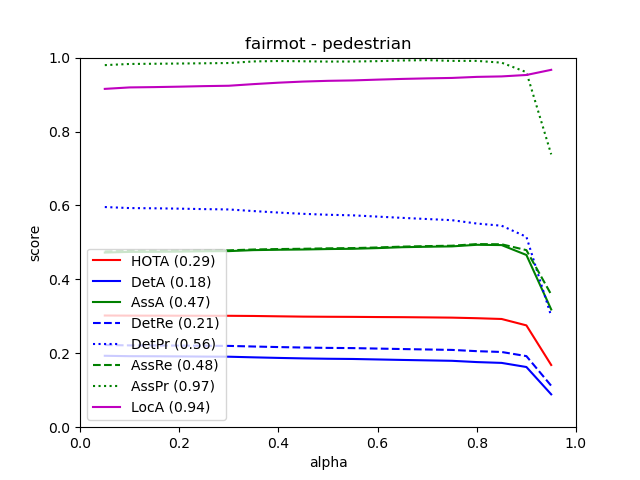 fairmot - pedestrian
1.0
0.8
0.6
0.4
0.2
0.0
score
HOTA (0.29)
DetA (0.18)
AssA (0.47)
DetRe (0.21)
DetPr (0.56)
AssRe (0.48)
AssPr (0.97)
LocA (0.94)
0.0 0.2 0.4 0.6 0.8 1.0
alpha